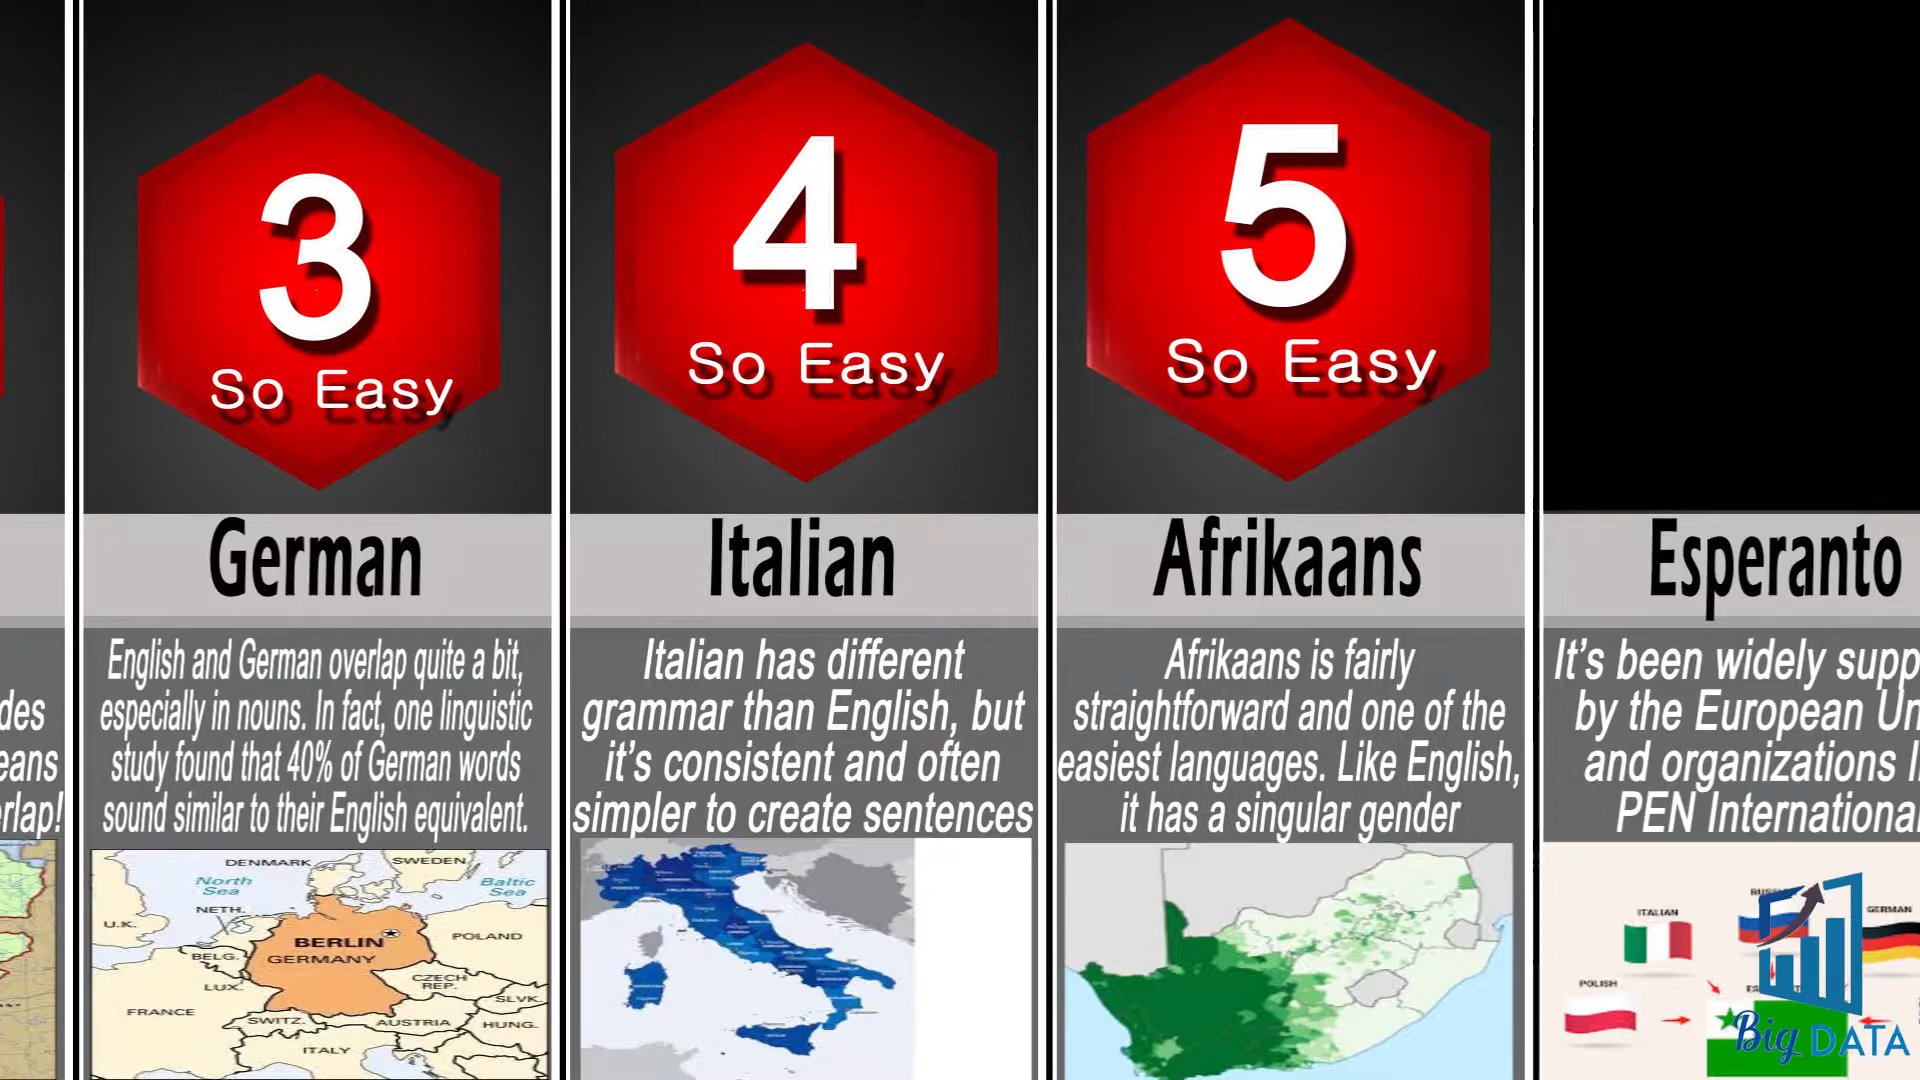 des
eans
erlap!
3
So Easy
German
English and German overlap quite a bit,
especially in nouns. In fact, one linguistic
study found that 40% of German words
sound similar to their English equivalent.
DENMARK
SWEDEN
North
Sea
Baltic
Sea
NETH.
U.K.
BERLIN
POLAND
GERMANY
BELG.
CZECH
REP.
LUX.
SLVK.
FRANCE
SWITZ.
AUSTRIA
HUNG.
ITALY
4
So Easy
Italian
Italian has different
grammar than English, but
it’s consistent and often
simpler to create sentences
5
So Easy
Afrikaans
Afrikaans is fairly
straightforward and one of the
easiest languages. Like English,
it has a singular gender
Esperanto
It’s been widely supp
by the European Un
and organizations l
PEN International
ITALIAN
GERMAN
POLISH
Big DATA